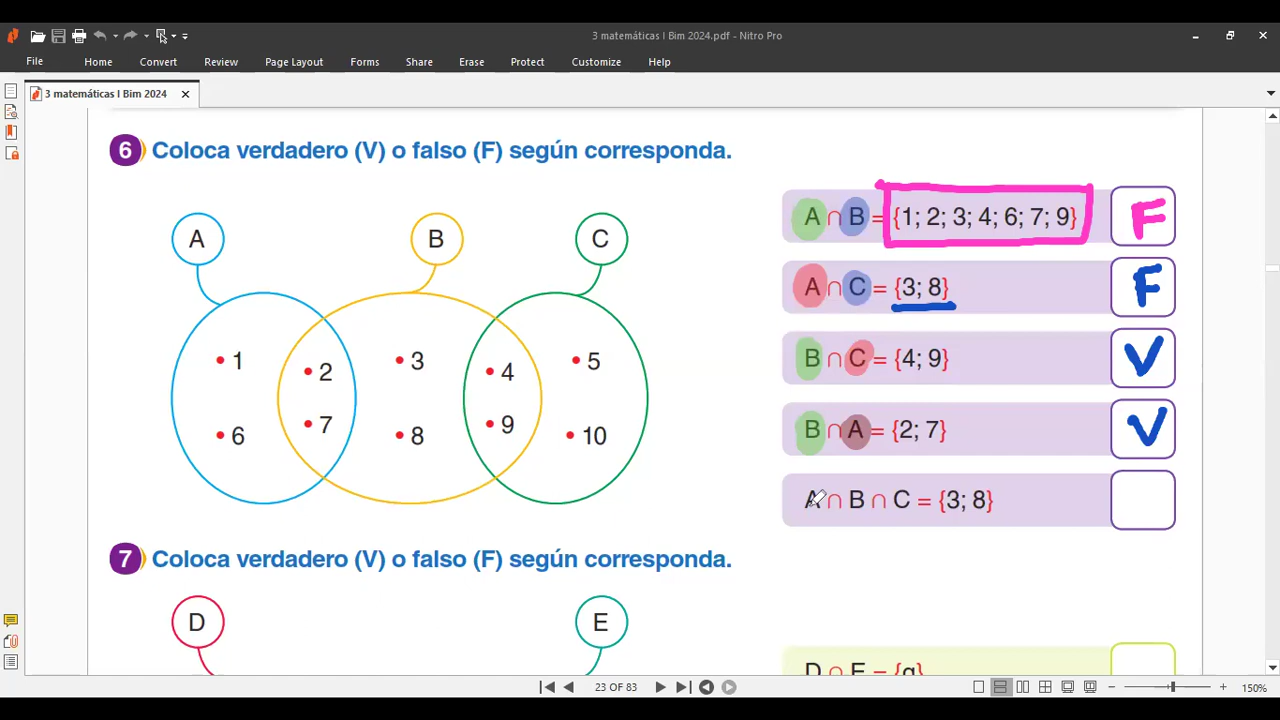 3 matemáticas I Bim 2024.pdf - Nitro Pro
File Home Convert Review Page Layout Forms Share Erase Protect Customize Help
3 matemáticas I Bim 2024
6 Coloca verdadero (V) o falso (F) según corresponda.
A B C
• 1 • 2 • 3 • 4 • 5
• 6 • 7 • 8 • 9 • 10
A ∩ B = {1; 2; 3; 4; 6; 7; 9} F
A ∩ C = {3; 8} F
B ∩ C = {4; 9} V
B ∩ A = {2; 7} V
A ∩ B ∩ C = {3; 8}
7 Coloca verdadero (V) o falso (F) según corresponda.
D E
D ∩ E = {g}
23 OF 83
150%